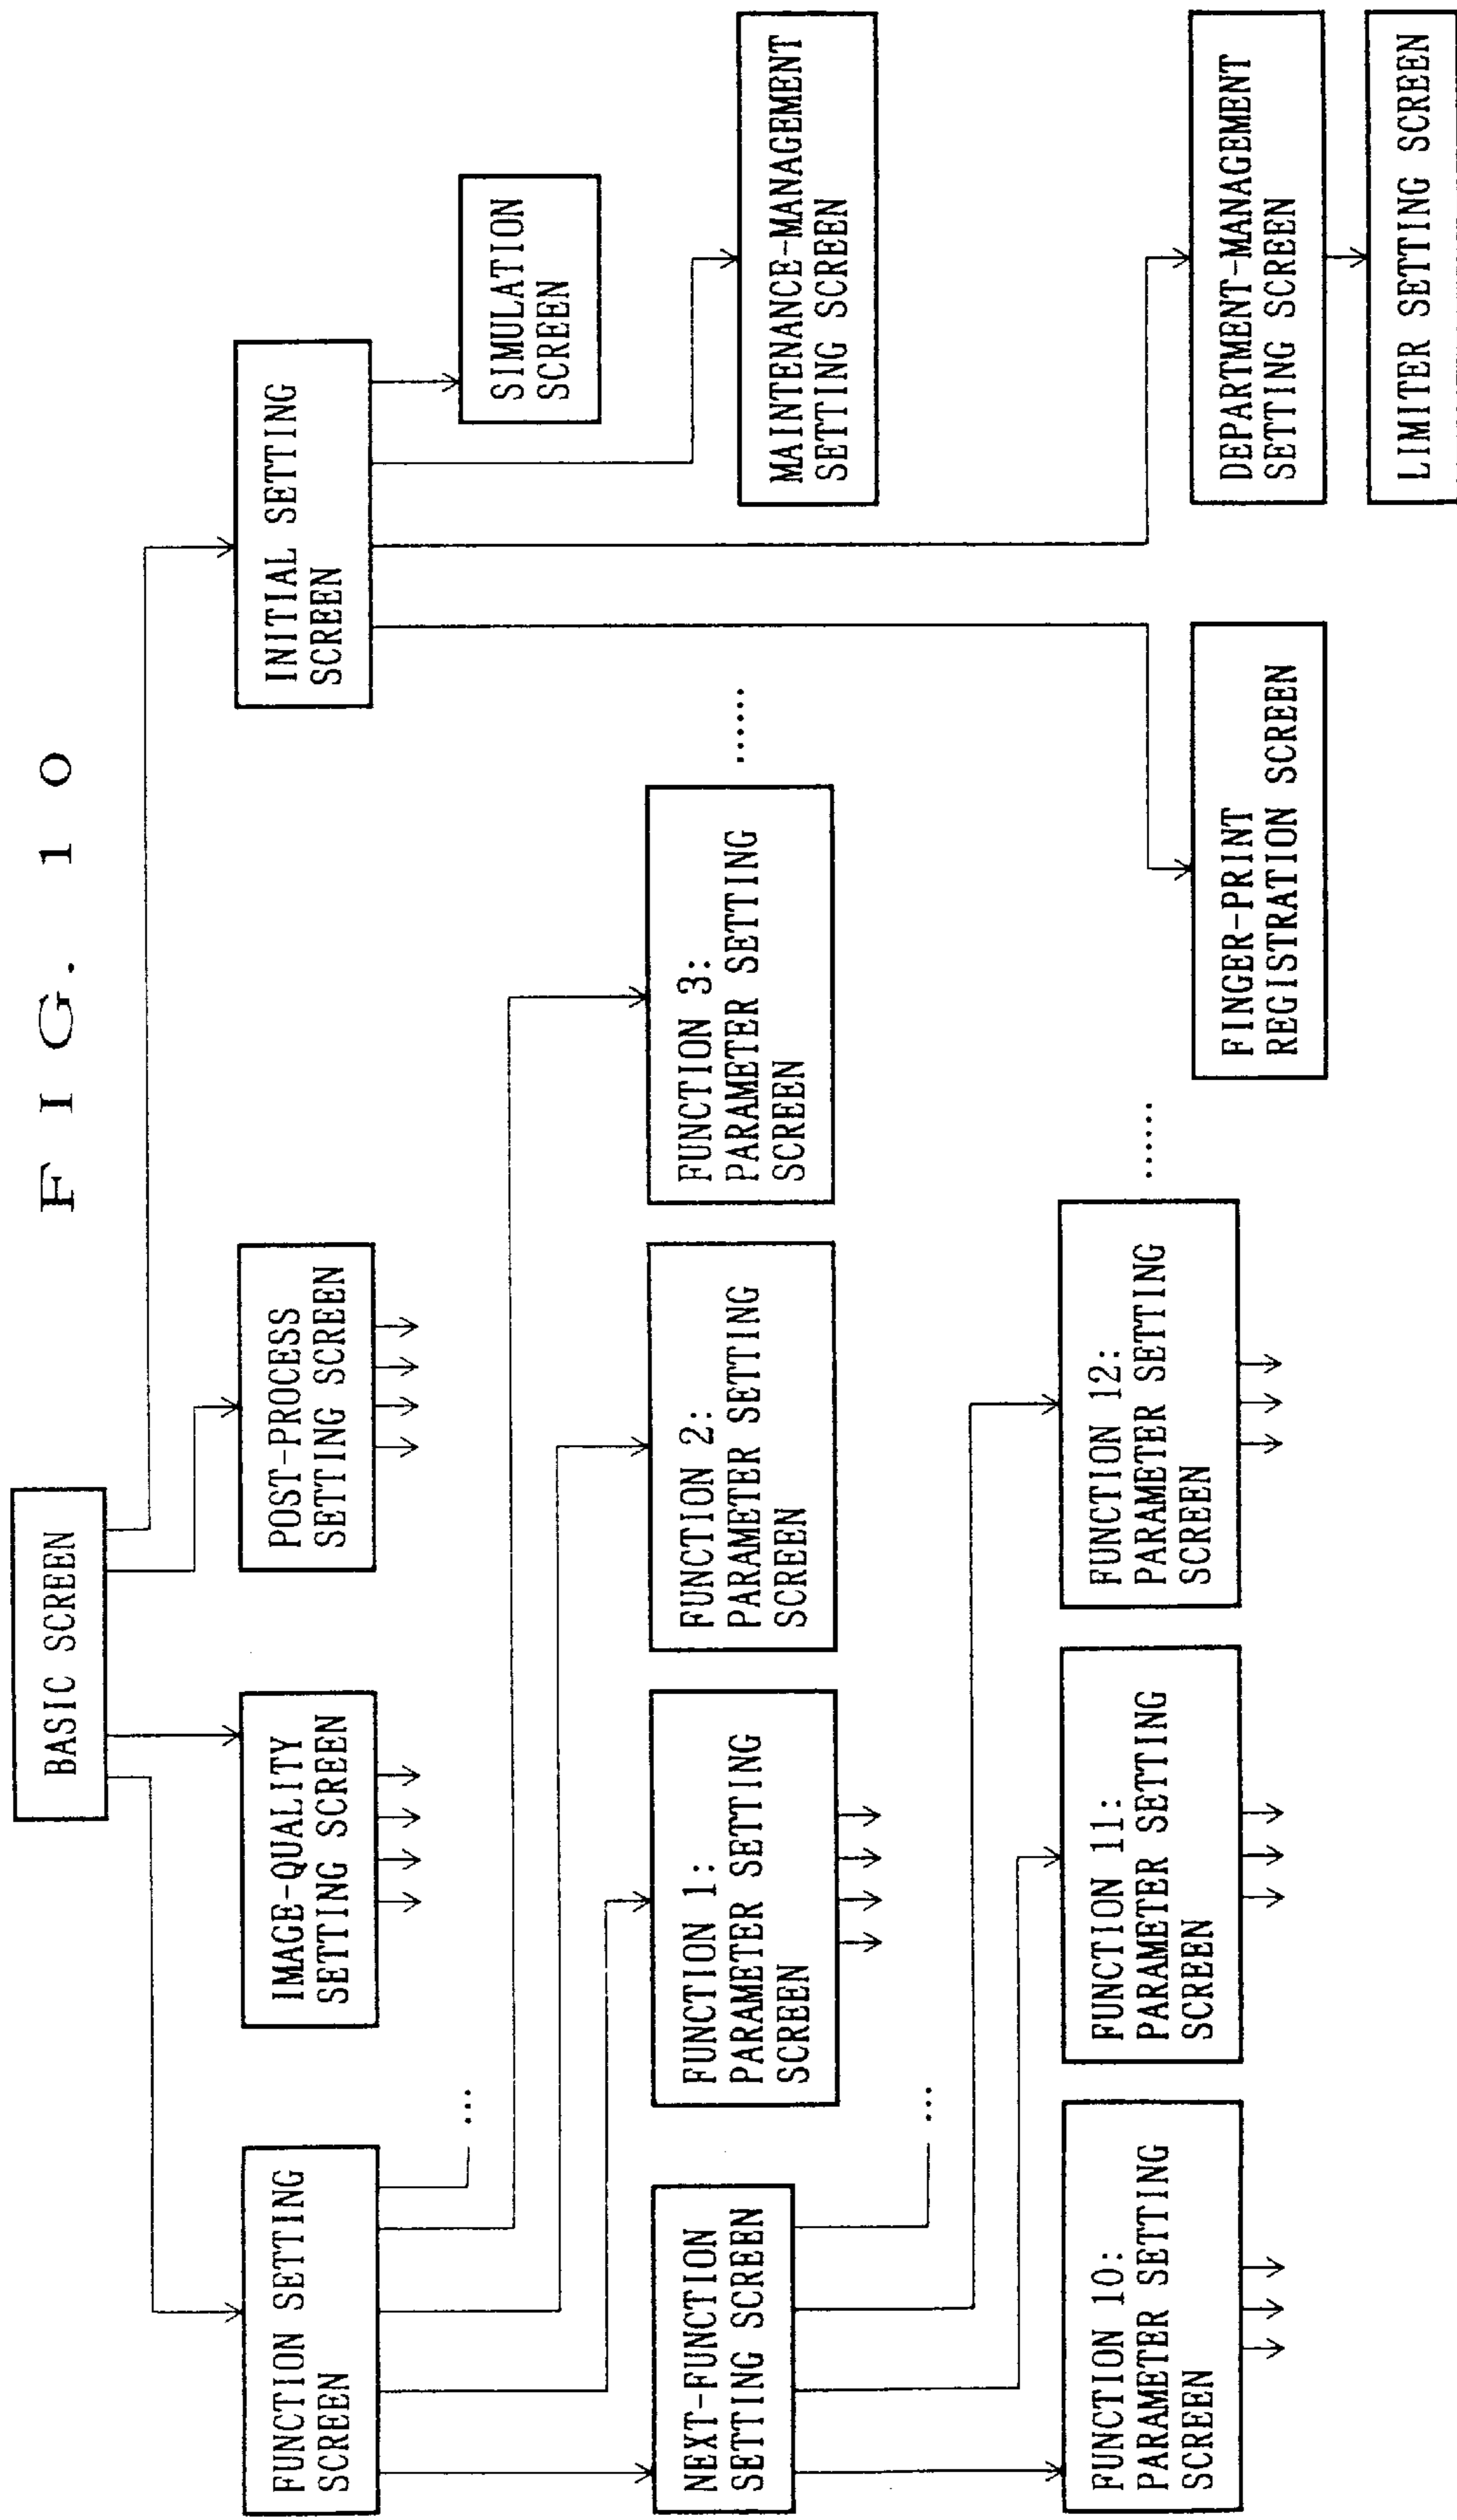 FIG. 10
BASIC SCREEN
FUNCTION SETTING
SCREEN
IMAGE-QUALITY
SETTING SCREEN
POST-PROCESS
SETTING SCREEN
INITIAL SETTING
SCREEN
...
SIMULATION
SCREEN
NEXT-FUNCTION
SETTING SCREEN
FUNCTION 1:
PARAMETER SETTING
SCREEN
FUNCTION 2:
PARAMETER SETTING
SCREEN
FUNCTION 3:
PARAMETER SETTING
SCREEN
......
MAINTENANCE-MANAGEMENT
SETTING SCREEN
...
FUNCTION 10:
PARAMETER SETTING
SCREEN
FUNCTION 11:
PARAMETER SETTING
SCREEN
FUNCTION 12:
PARAMETER SETTING
SCREEN
......
FINGER-PRINT
REGISTRATION SCREEN
DEPARTMENT-MANAGEMENT
SETTING SCREEN
LIMITER SETTING SCREEN